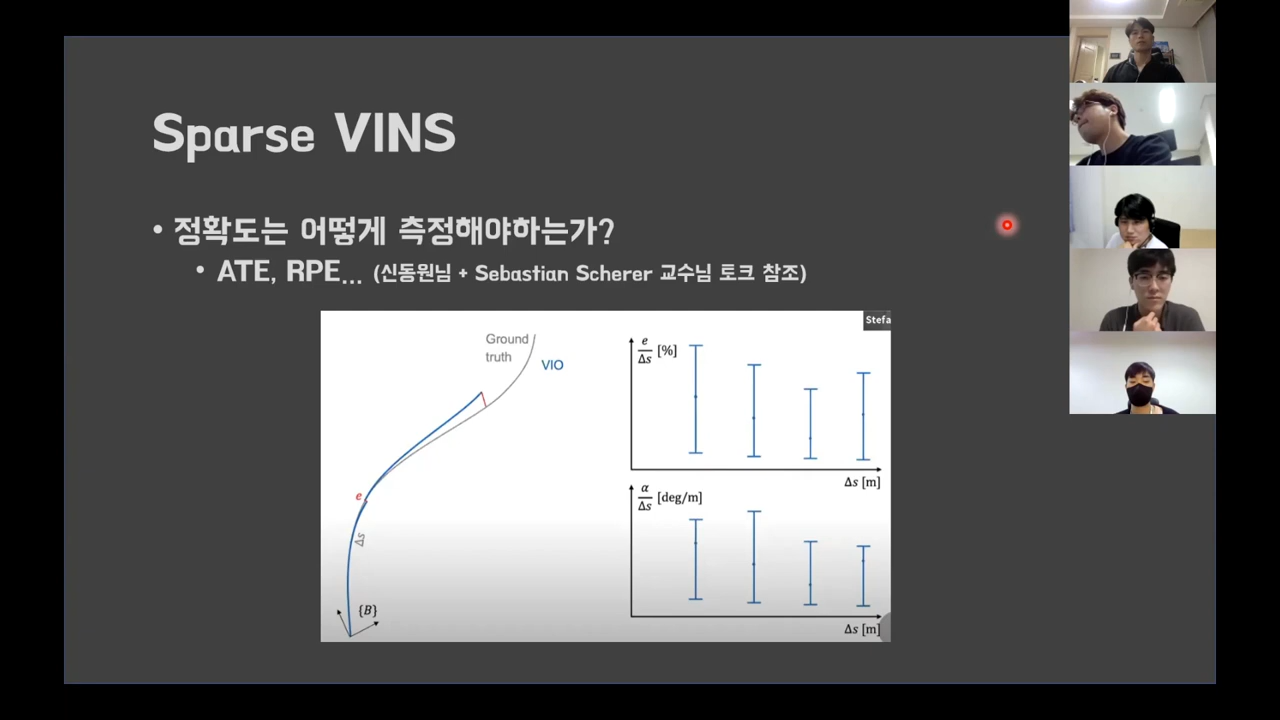 Sparse VINS
• 정확도는 어떻게 측정해야하는가?
• ATE, RPE... (신동원님 + Sebastian Scherer 교수님 토크 참조)
Stefa
Ground
truth
VIO
e
Δs
{B}
e/Δs [%]
Δs [m]
α/Δs [deg/m]
Δs [m]